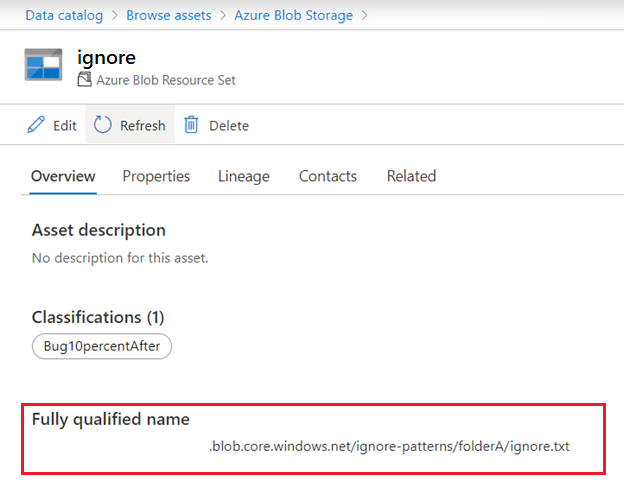 Data catalog > Browse assets > Azure Blob Storage >
ignore
Azure Blob Resource Set
Edit Refresh Delete
Overview Properties Lineage Contacts Related
Asset description
No description for this asset.
Classifications (1)
Bug10percentAfter
Fully qualified name
.blob.core.windows.net/ignore-patterns/folderA/ignore.txt